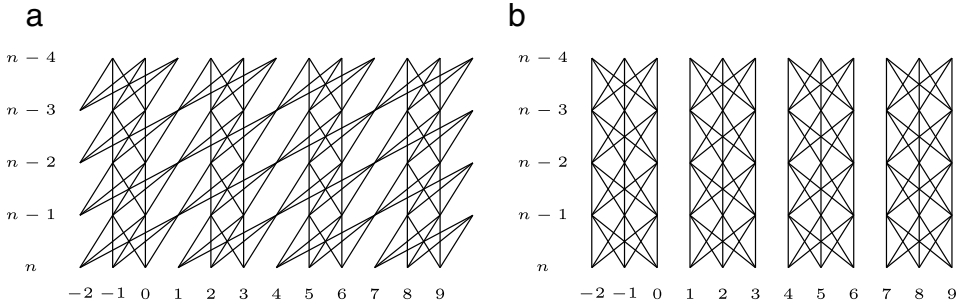 a b
n − 4 n − 4
n − 3 n − 3
n − 2 n − 2
n − 1 n − 1
n n
−2 −1 0 1 2 3 4 5 6 7 8 9 −2 −1 0 1 2 3 4 5 6 7 8 9